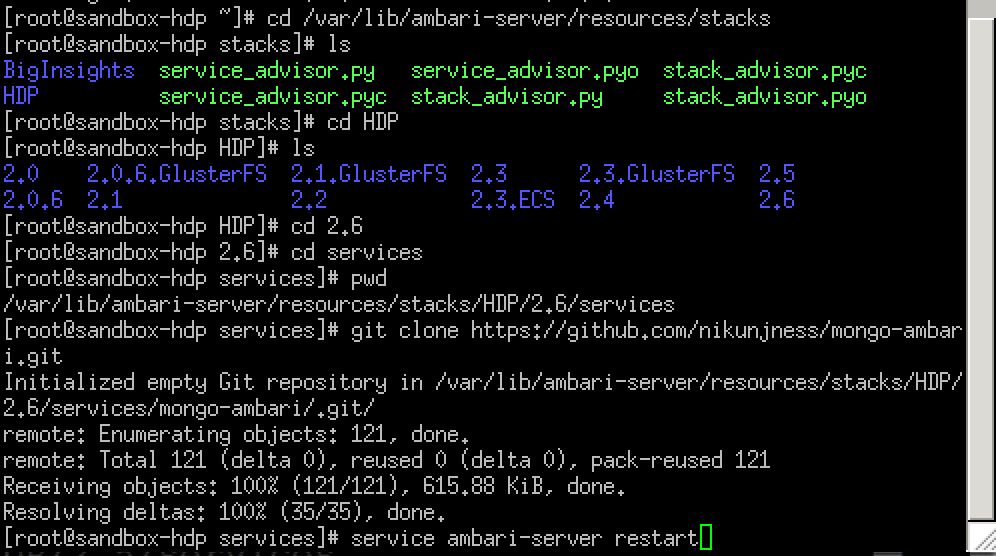 [root@sandbox-hdp ~]# cd /var/lib/ambari-server/resources/stacks
[root@sandbox-hdp stacks]# ls
BigInsights  service_advisor.py   service_advisor.pyo  stack_advisor.pyc
HDP          service_advisor.pyc  stack_advisor.py     stack_advisor.pyo
[root@sandbox-hdp stacks]# cd HDP
[root@sandbox-hdp HDP]# ls
2.0    2.0.6.GlusterFS  2.1.GlusterFS  2.3      2.3.GlusterFS  2.5
2.0.6  2.1              2.2            2.3.ECS  2.4            2.6
[root@sandbox-hdp HDP]# cd 2.6
[root@sandbox-hdp 2.6]# cd services
[root@sandbox-hdp services]# pwd
/var/lib/ambari-server/resources/stacks/HDP/2.6/services
[root@sandbox-hdp services]# git clone https://github.com/nikunjness/mongo-ambar
i.git
Initialized empty Git repository in /var/lib/ambari-server/resources/stacks/HDP/
2.6/services/mongo-ambari/.git/
remote: Enumerating objects: 121, done.
remote: Total 121 (delta 0), reused 0 (delta 0), pack-reused 121
Receiving objects: 100% (121/121), 615.88 KiB, done.
Resolving deltas: 100% (35/35), done.
[root@sandbox-hdp services]# service ambari-server restart